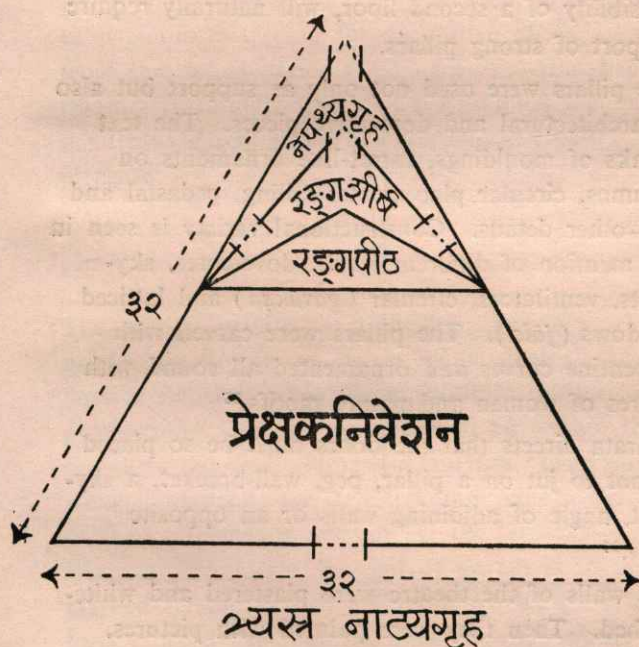 नेपथ्यगृह
रङ्गशीर्ष
रङ्गपीठ
३२
प्रेक्षकनिवेशन
३२
त्र्यस्र नाट्यगृह